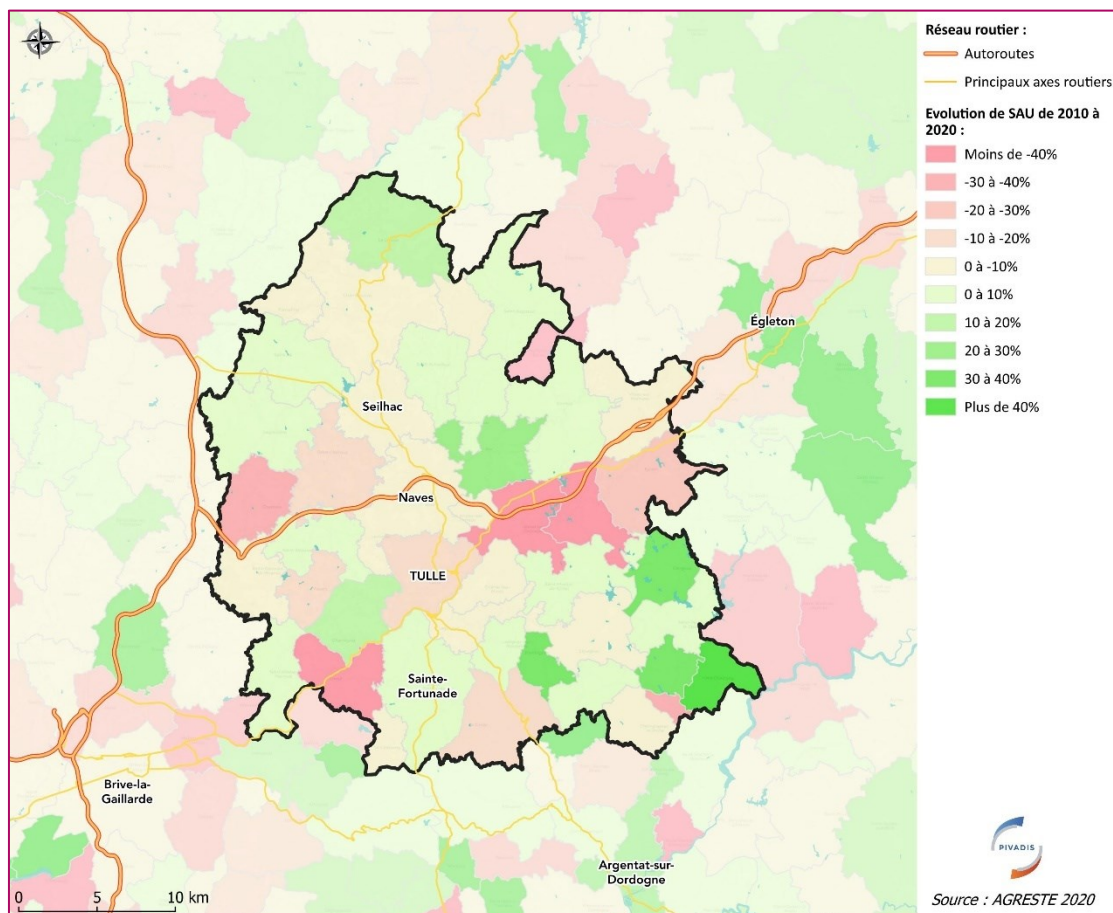 Réseau routier :
Autoroutes
Principaux axes routiers
Evolution de SAU de 2010 à
2020 :
Moins de -40%
-30 à -40%
-20 à -30%
-10 à -20%
0 à -10%
0 à 10%
10 à 20%
20 à 30%
30 à 40%
Plus de 40%
Égleton
Seilhac
Naves
TULLE
Sainte-
Fortunade
Brive-la-
Gaillarde
Argentat-sur-
Dordogne
0 5 10 km
PIVADIS
Source : AGRESTE 2020